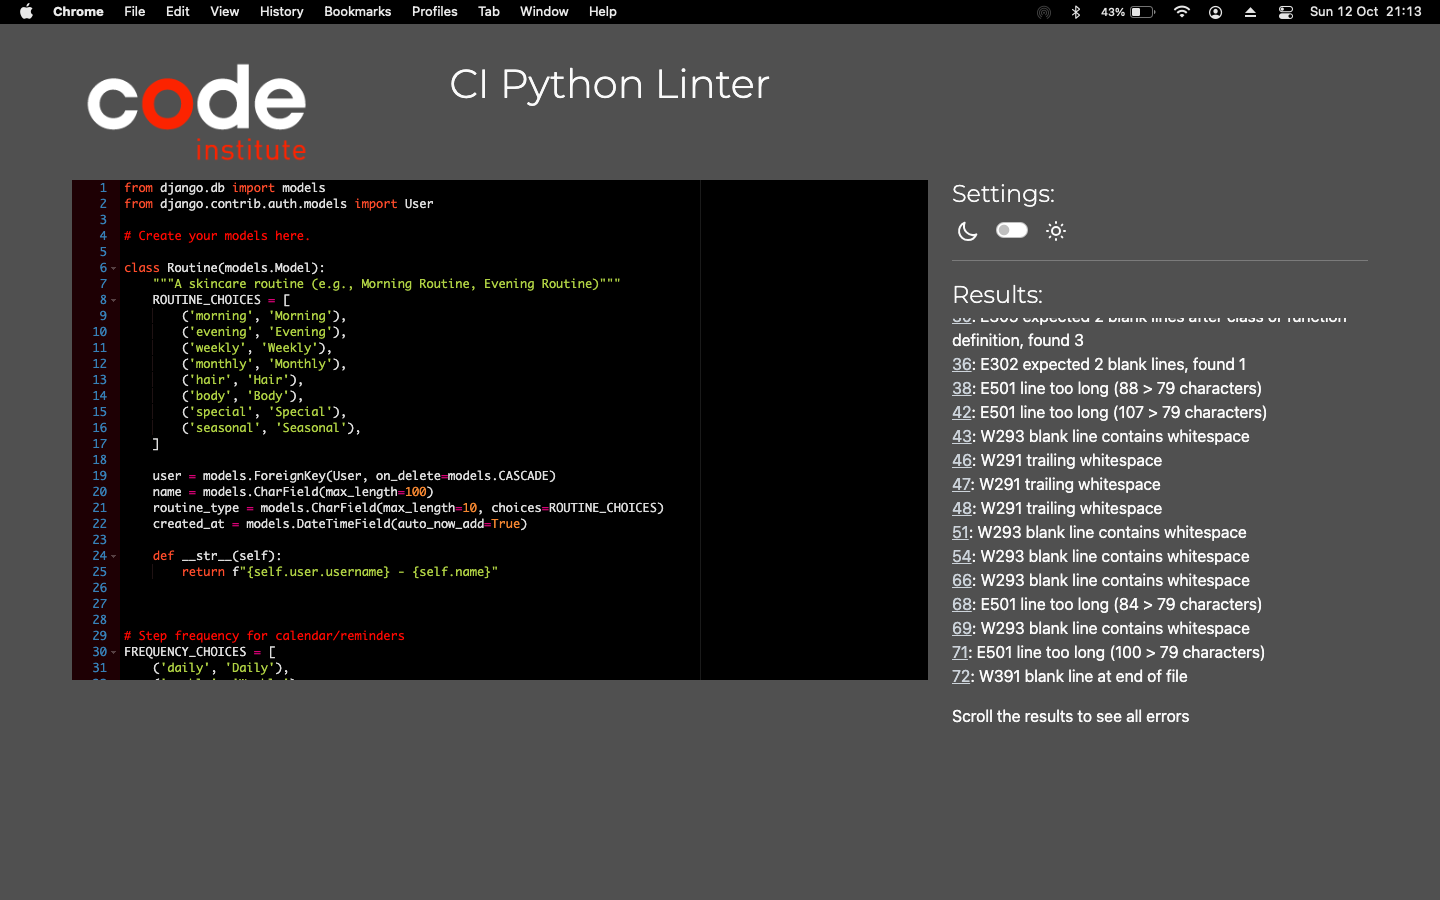 Chrome File Edit View History Bookmarks Profiles Tab Window Help 43% Sun 12 Oct 21:13
code
institute
CI Python Linter
1 from django.db import models
2 from django.contrib.auth.models import User
3
4 # Create your models here.
5
6 class Routine(models.Model):
7 """A skincare routine (e.g., Morning Routine, Evening Routine)"""
8 ROUTINE_CHOICES = [
9 ('morning', 'Morning'),
10 ('evening', 'Evening'),
11 ('weekly', 'Weekly'),
12 ('monthly', 'Monthly'),
13 ('hair', 'Hair'),
14 ('body', 'Body'),
15 ('special', 'Special'),
16 ('seasonal', 'Seasonal'),
17 ]
18
19 user = models.ForeignKey(User, on_delete=models.CASCADE)
20 name = models.CharField(max_length=100)
21 routine_type = models.CharField(max_length=10, choices=ROUTINE_CHOICES)
22 created_at = models.DateTimeField(auto_now_add=True)
23
24 def __str__(self):
25 return f"{self.user.username} - {self.name}"
26
27
28
29 # Step frequency for calendar/reminders
30 FREQUENCY_CHOICES = [
31 ('daily', 'Daily'),
Settings:
Results:
expected 2 blank lines after class or function
definition, found 3
36: E302 expected 2 blank lines, found 1
38: E501 line too long (88 > 79 characters)
42: E501 line too long (107 > 79 characters)
43: W293 blank line contains whitespace
46: W291 trailing whitespace
47: W291 trailing whitespace
48: W291 trailing whitespace
51: W293 blank line contains whitespace
54: W293 blank line contains whitespace
66: W293 blank line contains whitespace
68: E501 line too long (84 > 79 characters)
69: W293 blank line contains whitespace
71: E501 line too long (100 > 79 characters)
72: W391 blank line at end of file
Scroll the results to see all errors